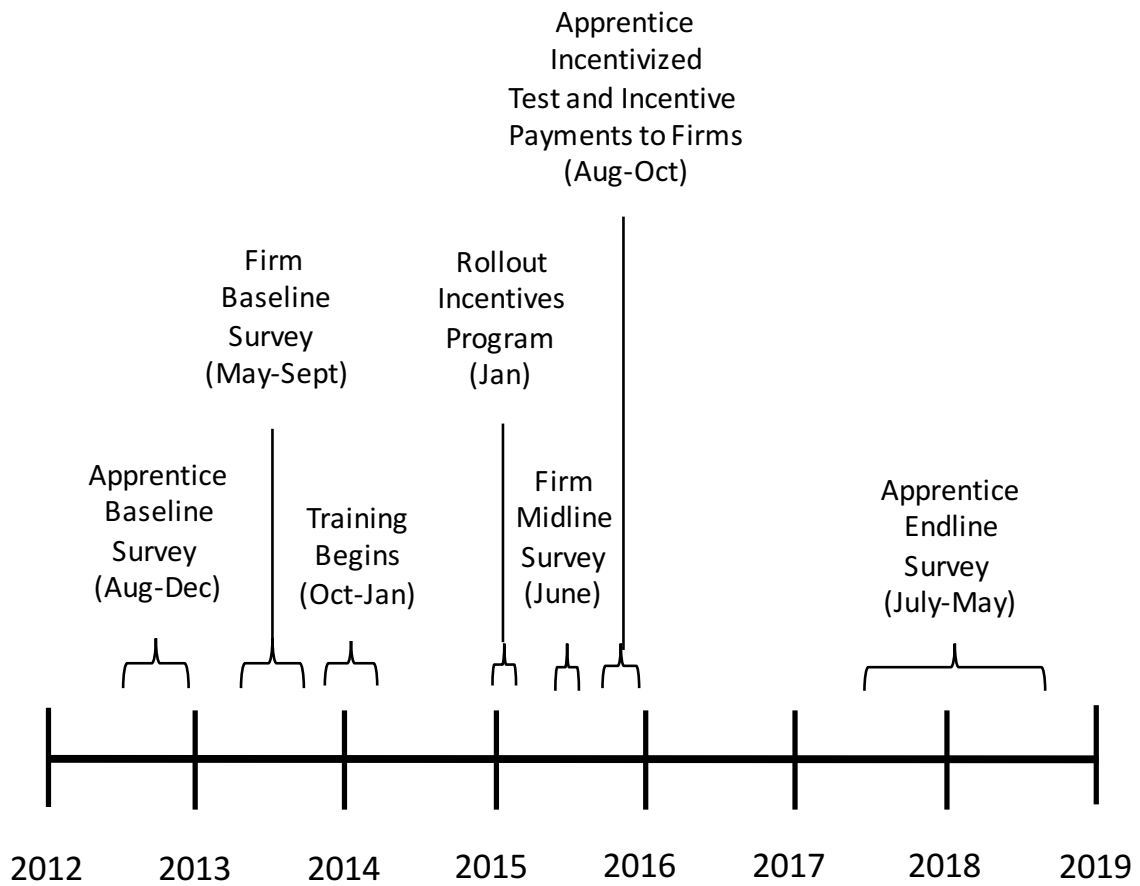 Apprentice
Incentivized
Test and Incentive
Payments to Firms
(Aug-Oct)
Firm
Baseline
Survey
(May-Sept)
Rollout
Incentives
Program
(Jan)
Apprentice
Baseline
Survey
(Aug-Dec)
Training
Begins
(Oct-Jan)
Firm
Midline
Survey
(June)
Apprentice
Endline
Survey
(July-May)
2012 2013 2014 2015 2016 2017 2018 2019